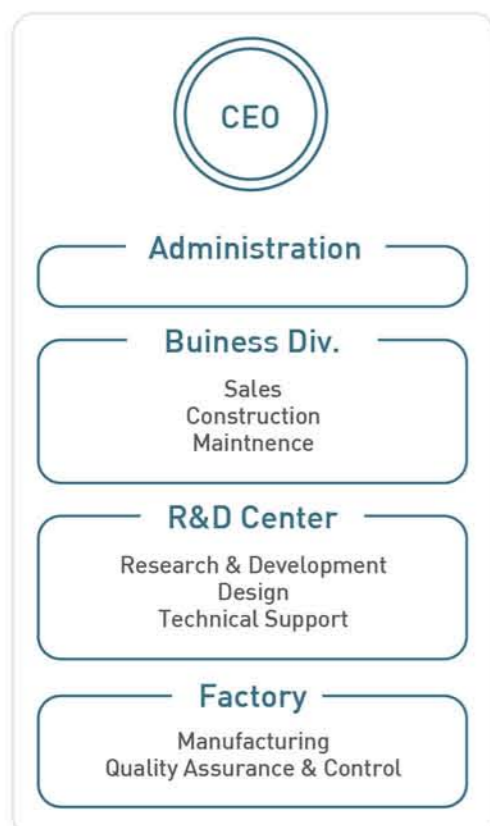 CEO
Administration
Buiness Div.
Sales
Construction
Maintnence
R&D Center
Research & Development
Design
Technical Support
Factory
Manufacturing
Quality Assurance & Control